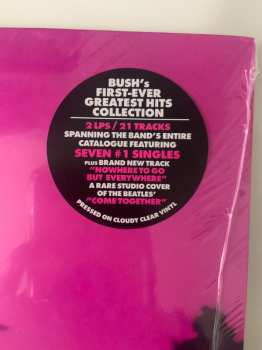 BUSH's
FIRST-EVER
GREATEST HITS
COLLECTION
2 LPS / 21 TRACKS
SPANNING THE BAND'S ENTIRE
CATALOGUE FEATURING
SEVEN #1 SINGLES
PLUS BRAND NEW TRACK
"NOWHERE TO GO
BUT EVERYWHERE"
A RARE STUDIO COVER
OF THE BEATLES'
"COME TOGETHER"
PRESSED ON CLOUDY CLEAR VINYL